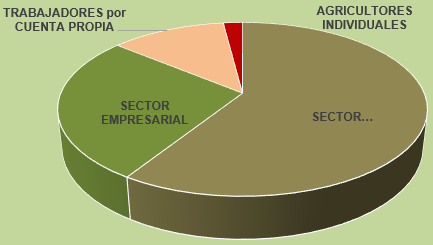 TRABAJADORES por
CUENTA PROPIA
AGRICULTORES
INDIVIDUALES
SECTOR
EMPRESARIAL
SECTOR...